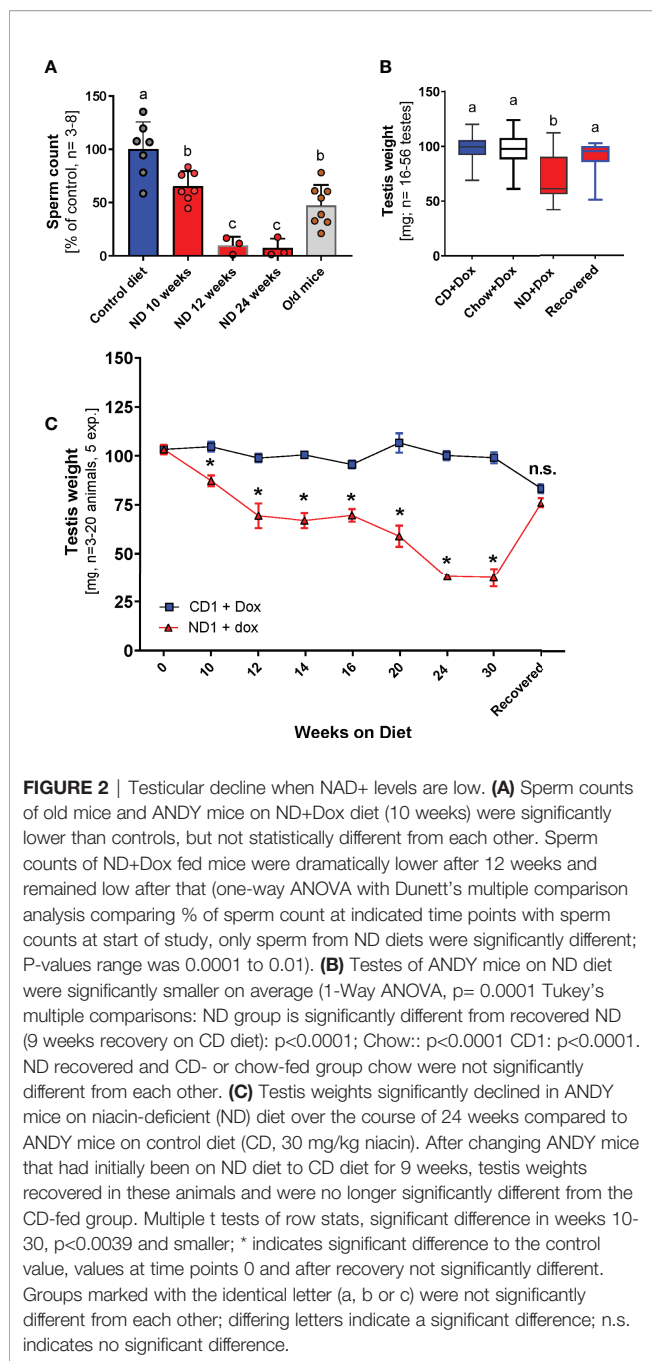 A
B
150
100
50
0
Sperm count
[% of control, n= 3-8]
a
b
c
c
b
Control diet
ND 10 weeks
ND 12 weeks
ND 24 weeks
Old mice
150
100
50
0
Testis weight
[mg; n= 16-56 testes]
a
a
b
a
CD+Dox
Chow+Dox
ND+Dox
Recovered
C
150
125
100
75
50
25
0
Testis weight
[mg, n=3-20 animals, 5 exp.]
*
*
*
*
*
*
*
n.s.
CD1 + Dox
ND1 + dox
0
10
12
14
16
20
24
30
Recovered
Weeks on Diet
FIGURE 2 | Testicular decline when NAD+ levels are low. (A) Sperm counts
of old mice and ANDY mice on ND+Dox diet (10 weeks) were significantly
lower than controls, but not statistically different from each other. Sperm
counts of ND+Dox fed mice were dramatically lower after 12 weeks and
remained low after that (one-way ANOVA with Dunett’s multiple comparison
analysis comparing % of sperm count at indicated time points with sperm
counts at start of study, only sperm from ND diets were significantly different;
P-values range was 0.0001 to 0.01). (B) Testes of ANDY mice on ND diet
were significantly smaller on average (1-Way ANOVA, p= 0.0001 Tukey’s
multiple comparisons: ND group is significantly different from recovered ND
(9 weeks recovery on CD diet): p<0.0001; Chow:: p<0.0001 CD1: p<0.0001.
ND recovered and CD- or chow-fed group chow were not significantly
different from each other. (C) Testis weights significantly declined in ANDY
mice on niacin-deficient (ND) diet over the course of 24 weeks compared to
ANDY mice on control diet (CD, 30 mg/kg niacin). After changing ANDY mice
that had initially been on ND diet to CD diet for 9 weeks, testis weights
recovered in these animals and were no longer significantly different from the
CD-fed group. Multiple t tests of row stats, significant difference in weeks 10-
30, p<0.0039 and smaller; * indicates significant difference to the control
value, values at time points 0 and after recovery not significantly different.
Groups marked with the identical letter (a, b or c) were not significantly
different from each other; differing letters indicate a significant difference; n.s.
indicates no significant difference.